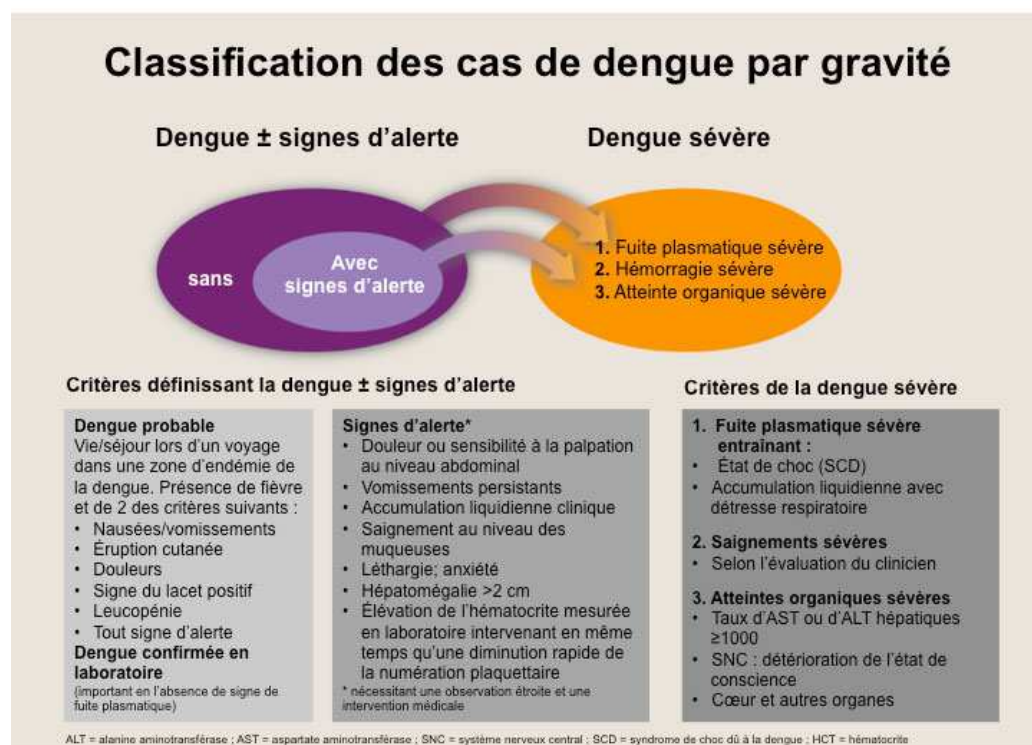 Classification des cas de dengue par gravité
Dengue ± signes d'alerte
Dengue sévère
sans
Avec
signes d'alerte
1. Fuite plasmatique sévère
2. Hémorragie sévère
3. Atteinte organique sévère
Critères définissant la dengue ± signes d'alerte
Critères de la dengue sévère
Dengue probable
Vie/séjour lors d'un voyage
dans une zone d'endémie de
la dengue. Présence de fièvre
et de 2 des critères suivants :
• Nausées/vomissements
• Éruption cutanée
• Douleurs
• Signe du lacet positif
• Leucopénie
• Tout signe d'alerte
Dengue confirmée en
laboratoire
(important en l'absence de signe de
fuite plasmatique)
Signes d'alerte*
• Douleur ou sensibilité à la palpation
au niveau abdominal
• Vomissements persistants
• Accumulation liquidienne clinique
• Saignement au niveau des
muqueuses
• Léthargie; anxiété
• Hépatomégalie >2 cm
• Élévation de l'hématocrite mesurée
en laboratoire intervenant en même
temps qu'une diminution rapide de
la numération plaquettaire
* nécessitant une observation étroite et une
intervention médicale
1. Fuite plasmatique sévère
entraînant :
• État de choc (SCD)
• Accumulation liquidienne avec
détresse respiratoire
2. Saignements sévères
• Selon l'évaluation du clinicien
3. Atteintes organiques sévères
• Taux d'AST ou d'ALT hépatiques
≥1000
• SNC : détérioration de l'état de
conscience
• Cœur et autres organes
ALT = alanine aminotransférase ; AST = aspartate aminotransférase ; SNC = système nerveux central ; SCD = syndrome de choc dû à la dengue ; HCT = hématocrite